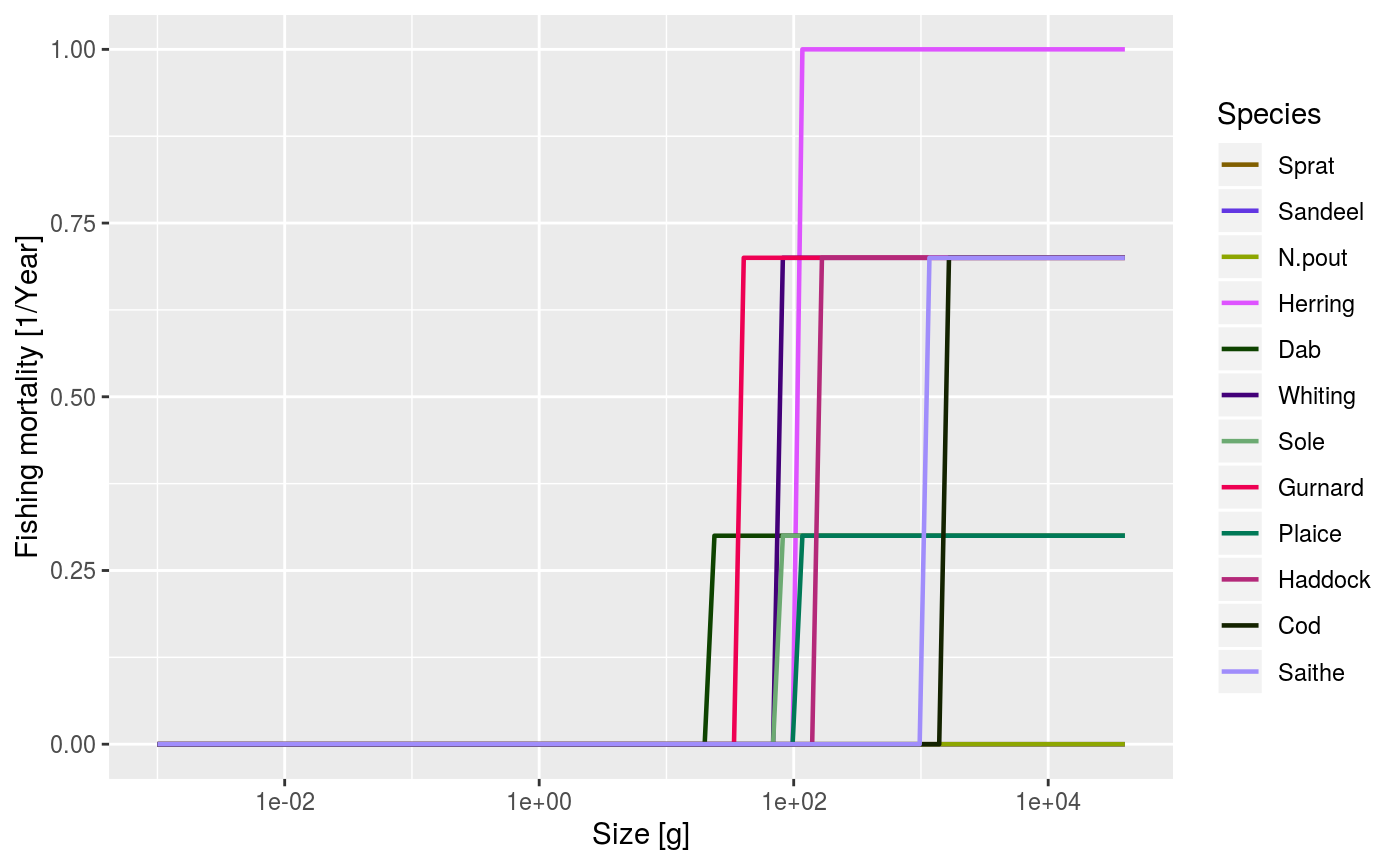 1.00
0.75
0.50
0.25
0.00
Fishing mortality [1/Year]
1e-02
1e+00
1e+02
1e+04
Size [g]
Species
Sprat
Sandeel
N.pout
Herring
Dab
Whiting
Sole
Gurnard
Plaice
Haddock
Cod
Saithe